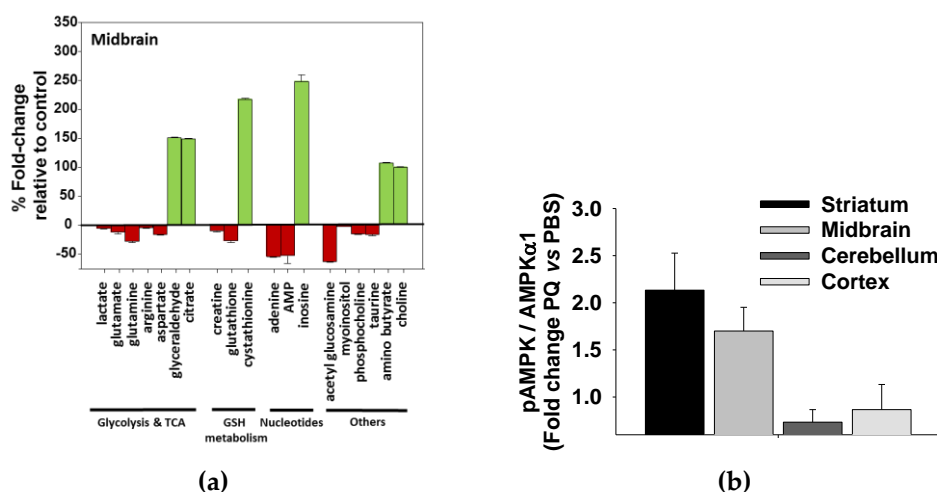 Midbrain
% Fold-change
relative to control
350
300
250
200
150
100
50
0
-50
lactate
glutamate
glutamine
arginine
aspartate
glyceraldehyde
citrate
creatine
glutathione
cystathionine
adenine
AMP
inosine
acetyl glucosamine
myoinositol
phosphocholine
taurine
amino butyrate
choline
Glycolysis & TCA
GSH
metabolism
Nucleotides
Others
(a)
pAMPK / AMPKα1
(Fold change PQ vs PBS)
2.5
2.0
1.5
1.0
Striatum
Midbrain
Cerebellum
Cortex
(b)